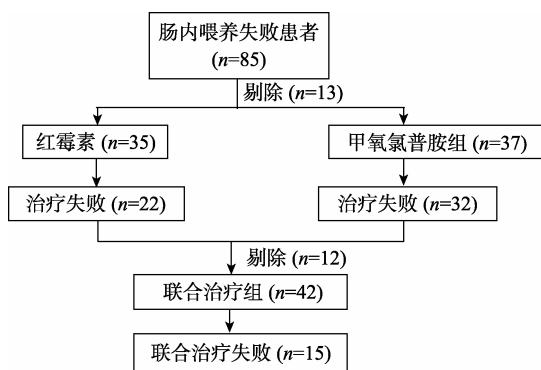 肠内喂养失败患者
(n=85)
剔除 (n=13)
红霉素 (n=35)
甲氧氯普胺组 (n=37)
治疗失败 (n=22)
治疗失败 (n=32)
剔除 (n=12)
联合治疗组 (n=42)
联合治疗失败 (n=15)